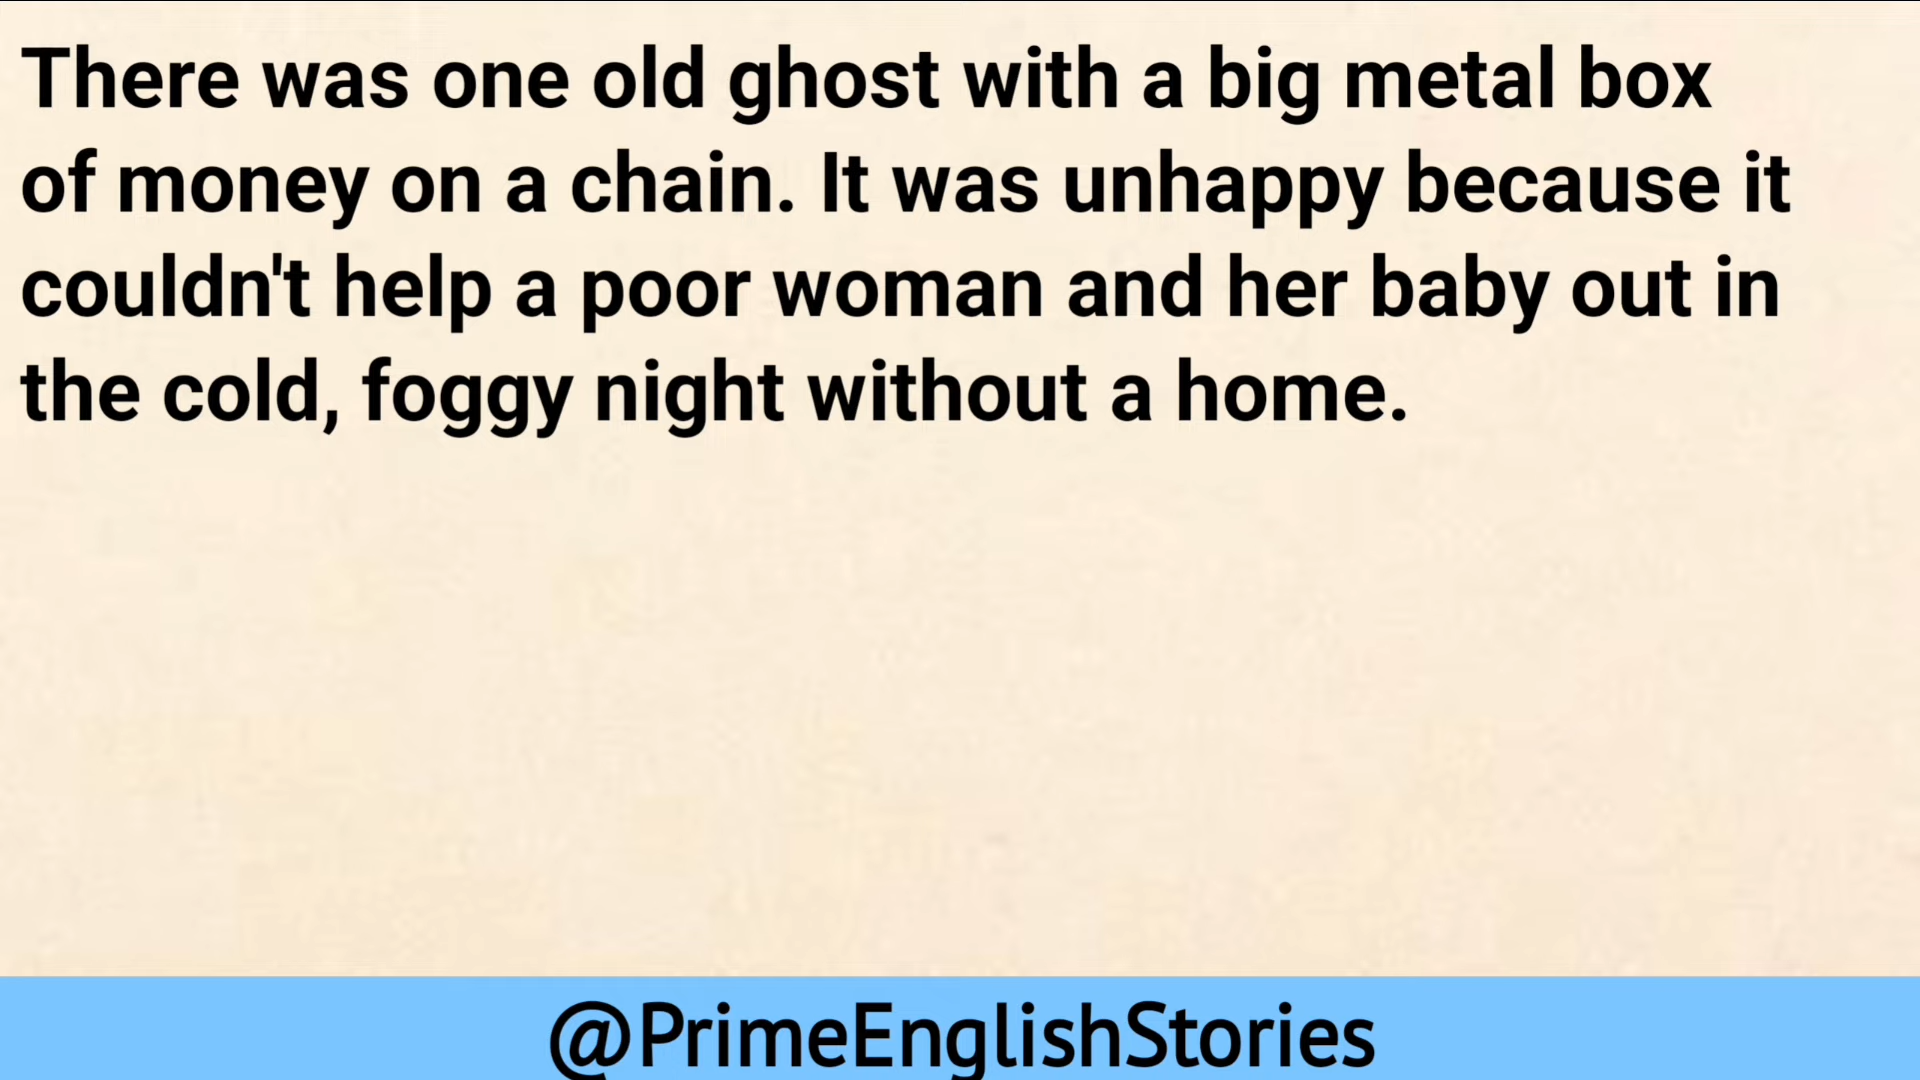 There was one old ghost with a big metal box
of money on a chain. It was unhappy because it
couldn't help a poor woman and her baby out in
the cold, foggy night without a home.
@PrimeEnglishStories